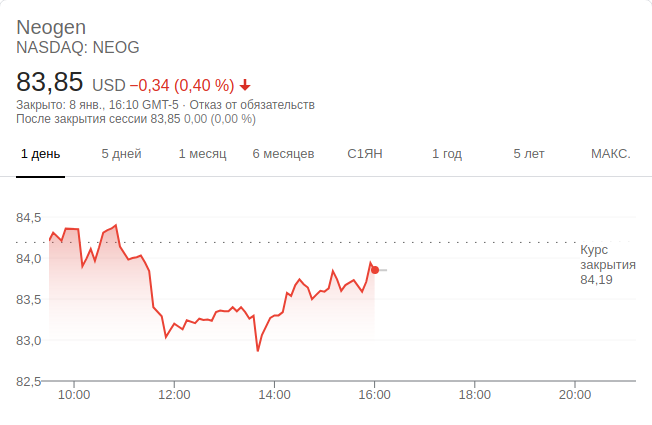 Neogen
NASDAQ: NEOG
83,85 USD −0,34 (0,40 %)
Закрыто: 8 янв., 16:10 GMT-5 · Отказ от обязательств
После закрытия сессии 83,85 0,00 (0,00 %)
1 день 5 дней 1 месяц 6 месяцев С1ЯН 1 год 5 лет МАКС.
84,5
84,0
83,5
83,0
82,5
Курс
закрытия
84,19
10:00 12:00 14:00 16:00 18:00 20:00